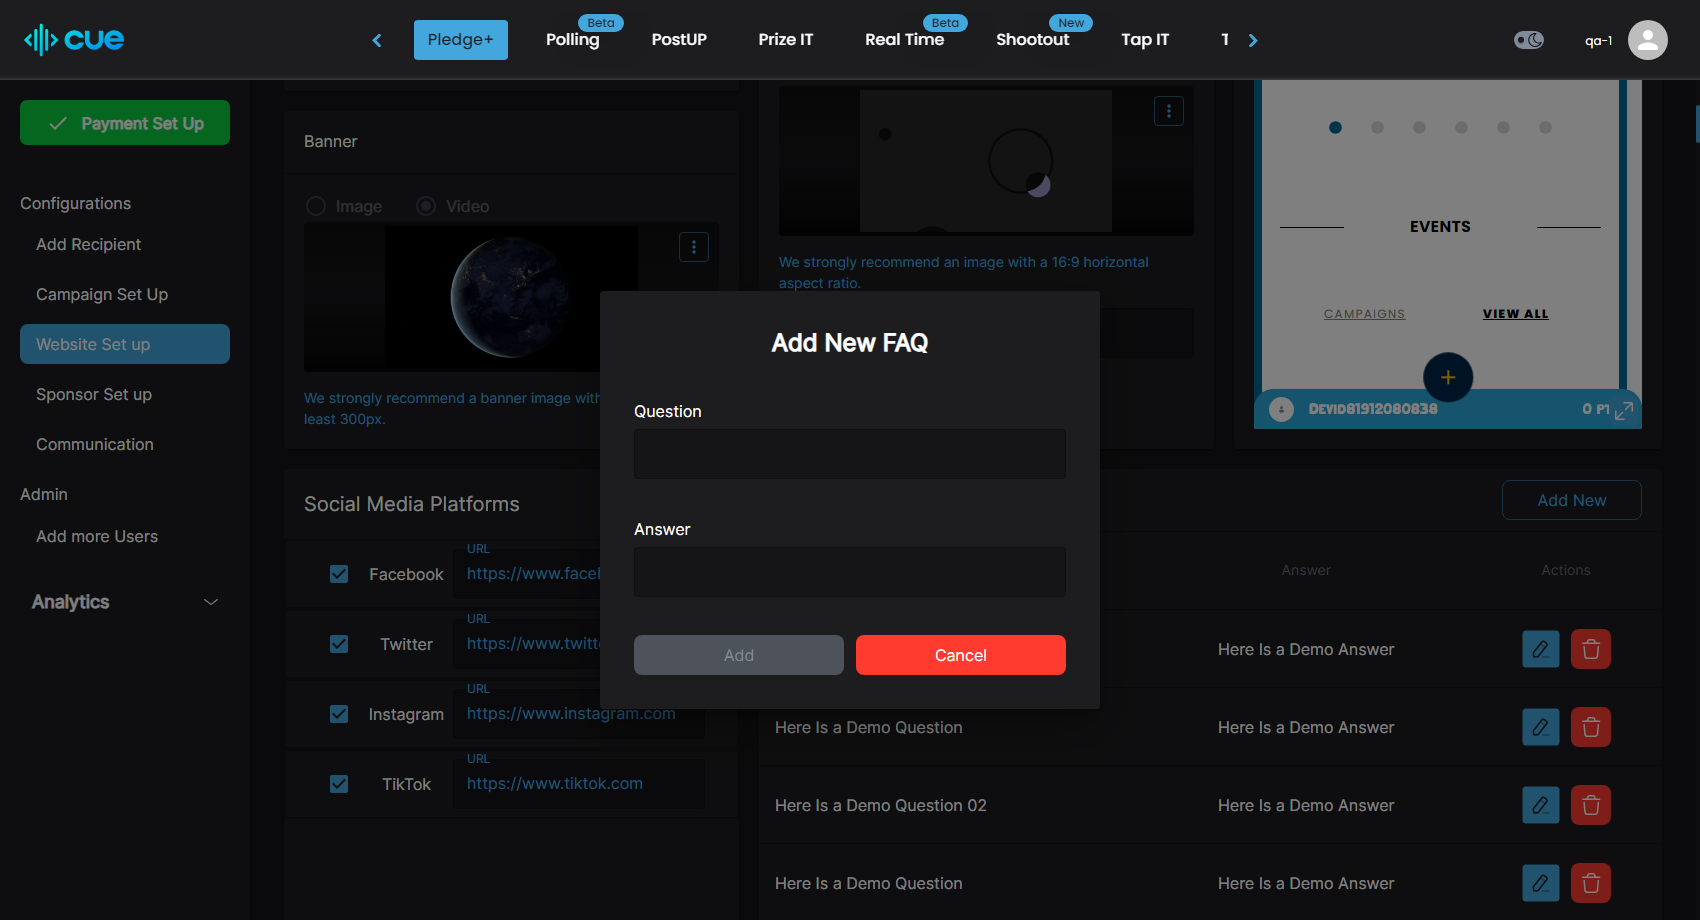 cue
Pledge+
Polling
Beta
PostUP
Prize IT
Real Time
Beta
Shootout
New
Tap IT
T
qa-1
Payment Set Up
Configurations
Add Recipient
Campaign Set Up
Website Set up
Sponsor Set up
Communication
Admin
Add more Users
Analytics
Banner
Image
Video
We strongly recommend a banner image with
least 300px.
We strongly recommend an image with a 16:9 horizontal
aspect ratio.
EVENTS
CAMPAIGNS
VIEW ALL
DEVID81912080838
0 PT
Add New FAQ
Question
Answer
Add
Cancel
Social Media Platforms
Facebook
URL
https://www.facel
Twitter
URL
https://www.twitt
Instagram
URL
https://www.instagram.com
TikTok
URL
https://www.tiktok.com
Add New
Answer
Actions
Here Is a Demo Answer
Here Is a Demo Question
Here Is a Demo Answer
Here Is a Demo Question 02
Here Is a Demo Answer
Here Is a Demo Question
Here Is a Demo Answer